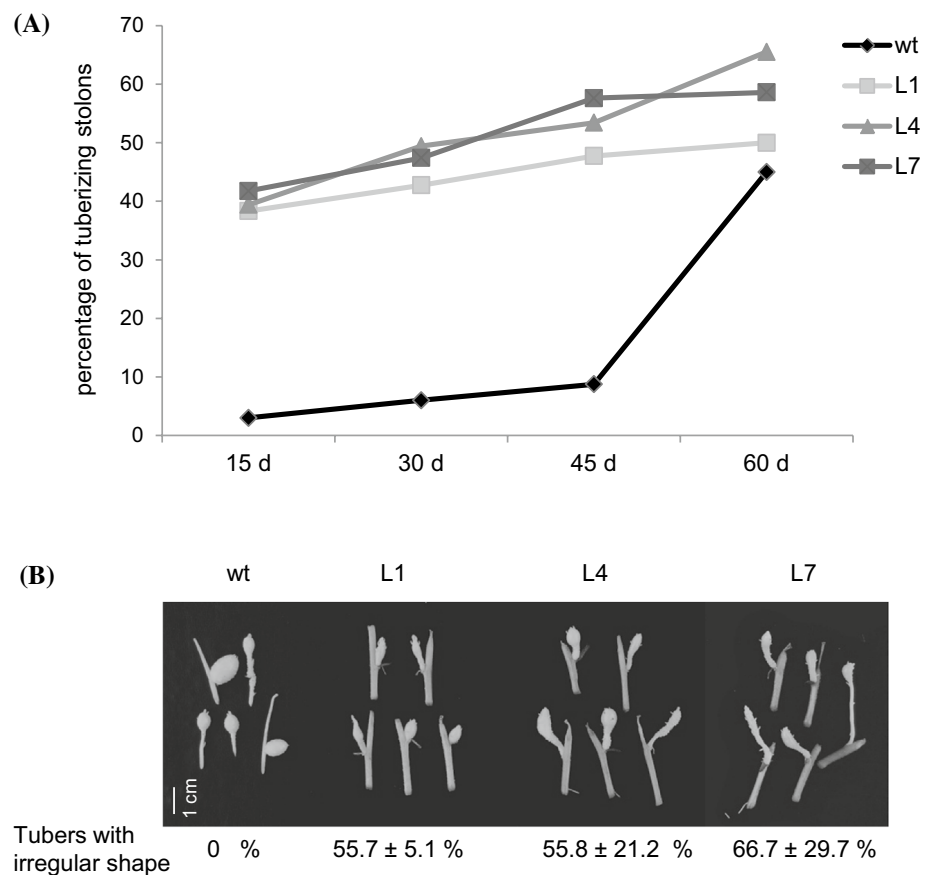 (A)
percentage of tuberizing stolons
70
60
50
40
30
20
10
0
15 d 30 d 45 d 60 d
wt
L1
L4
L7
(B)
wt L1 L4 L7
1 cm
Tubers with
irregular shape
0 % 55.7 ± 5.1 % 55.8 ± 21.2 % 66.7 ± 29.7 %